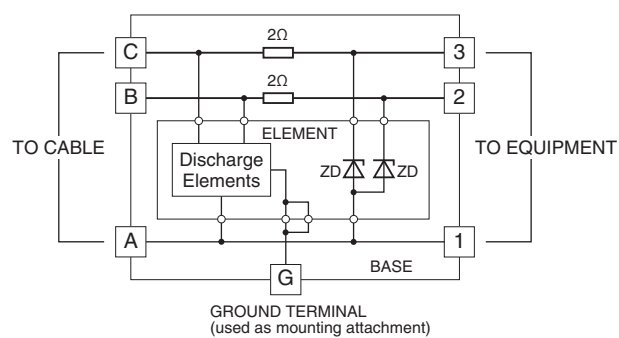 C
2Ω
3
B
2Ω
2
ELEMENT
TO CABLE
Discharge
Elements
ZD
ZD
TO EQUIPMENT
A
1
G
BASE
GROUND TERMINAL
(used as mounting attachment)